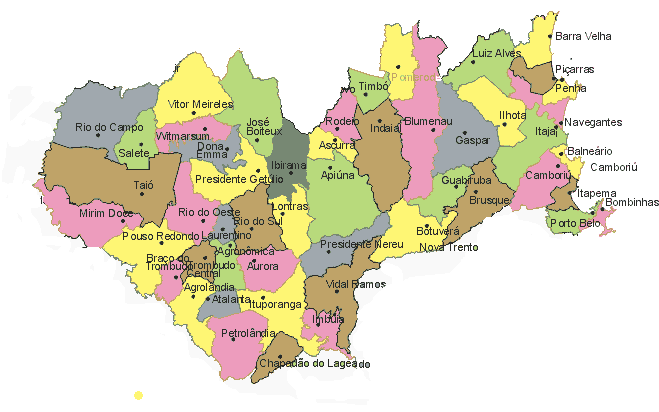 Barra Velha
Luiz Alves
Piçarras
Pomerode
Timbó
Penha
Vitor Meireles
Ilhota
Navegantes
José
Boiteux
Rodeio
Indaial
Blumenau
Itajaí
Rio do Campo
Witmarsum
Gaspar
Salete
Dona
Emma
Ascurra
Balneário
Camboriú
Ibirama
Apiúna
Camboriú
Presidente Getúlio
Guabiruba
Taió
Brusque
Itapema
Bombinhas
Mirim Doce
Rio do Oeste
Lontras
Rio do Sul
Porto Belo
Laurentino
Botuverá
Pouso Redondo
Presidente Nereu
Nova Trento
Agronômica
Braço do
Trombudo
Trombudo
Central
Aurora
Agrolândia
Vidal Ramos
Atalanta
Ituporanga
Imbuia
Petrolândia
Chapadão do Lageado